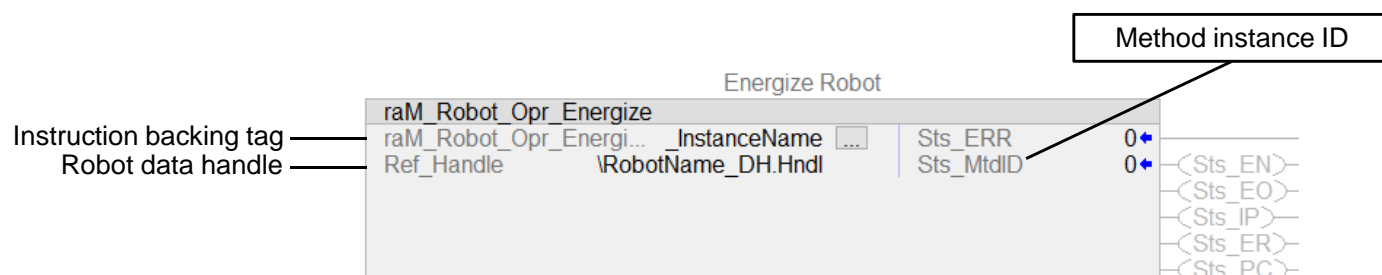 Method instance ID
Energize Robot
raM_Robot_Opr_Energize
Instruction backing tag raM_Robot_Opr_Energi... _InstanceName ... Sts_ERR 0
Robot data handle Ref_Handle \RobotName_DH.Hndl Sts_MtdID 0 Sts_EN
Sts_EO
Sts_IP
Sts_ER
Sts_PC